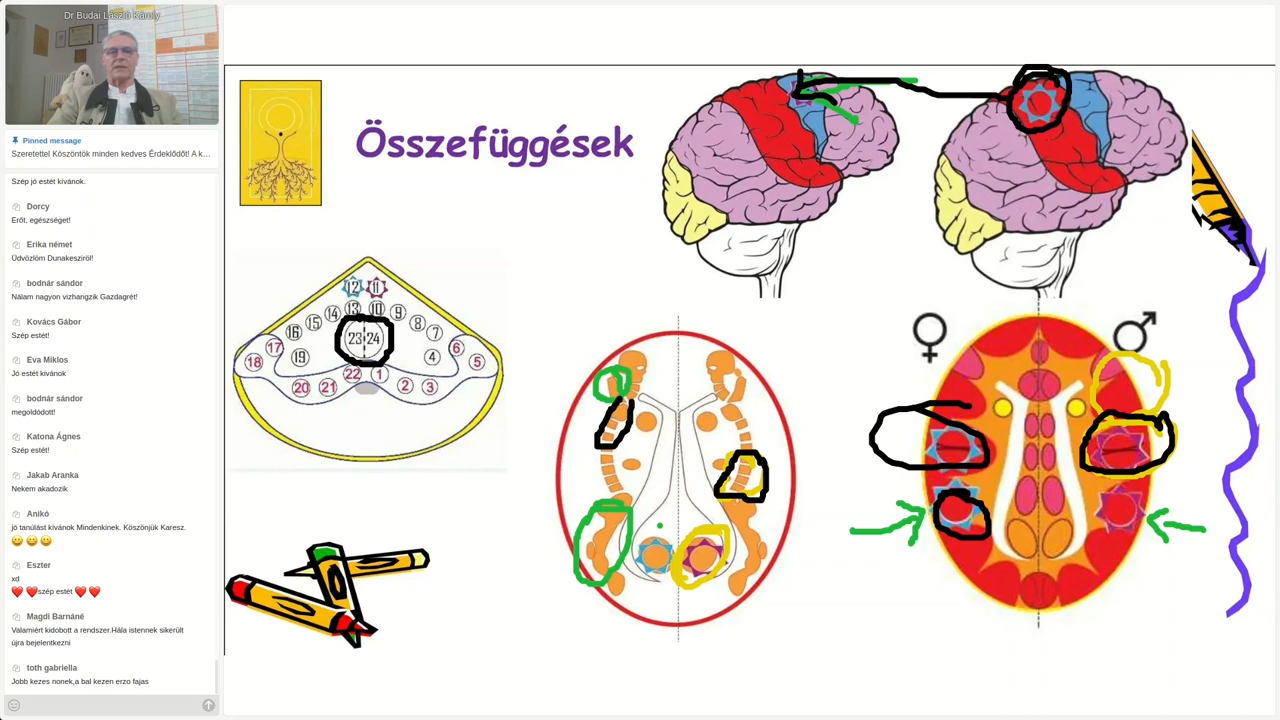 Dr Budai László Károly
Pinned message
Szeretettel Köszöntök minden kedves Érdeklődőt! A k...
Szép jó estét kívánok.
Dorcy
Erőt, egészséget!
Erika német
Üdvözlöm Dunakesziröl!
bodnár sándor
Nálam nagyon vizhangzik Gazdagrét!
Kovács Gábor
Szép estét!
Eva Miklos
Jó estét kivánok
bodnár sándor
megoldódott!
Katona Ágnes
Szép estét!
Jakab Aranka
Nekem akadozik
Anikó
jó tanúlást kívánok Mindenkinek. Köszönjük Karesz.
Eszter
xd
szép estét
Magdi Barnáné
Valamiért kidobott a rendszer.Hála istennek sikerült
újra bejelentkezni
toth gabriella
Jobb kezes nonek,a bal kezen erzo fajas
Összefüggések
12 11
14 13 10 9
16 15 8 7
17 23 24 6
18 19 4 5
22 1
20 21 2 3
♀ ♂